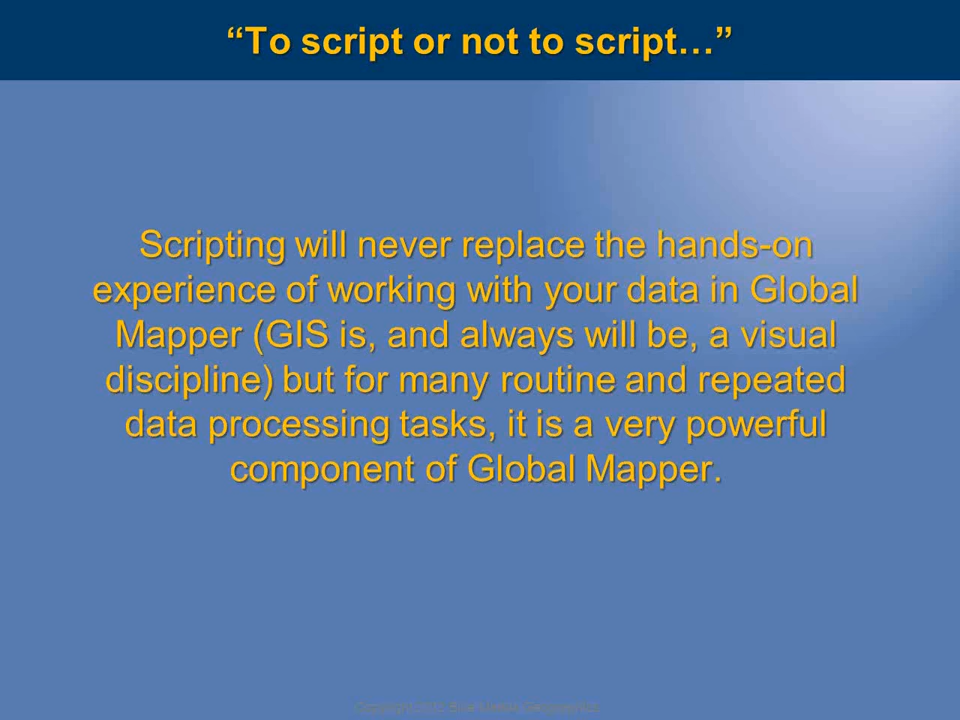 “To script or not to script…”
Scripting will never replace the hands-on
experience of working with your data in Global
Mapper (GIS is, and always will be, a visual
discipline) but for many routine and repeated
data processing tasks, it is a very powerful
component of Global Mapper.